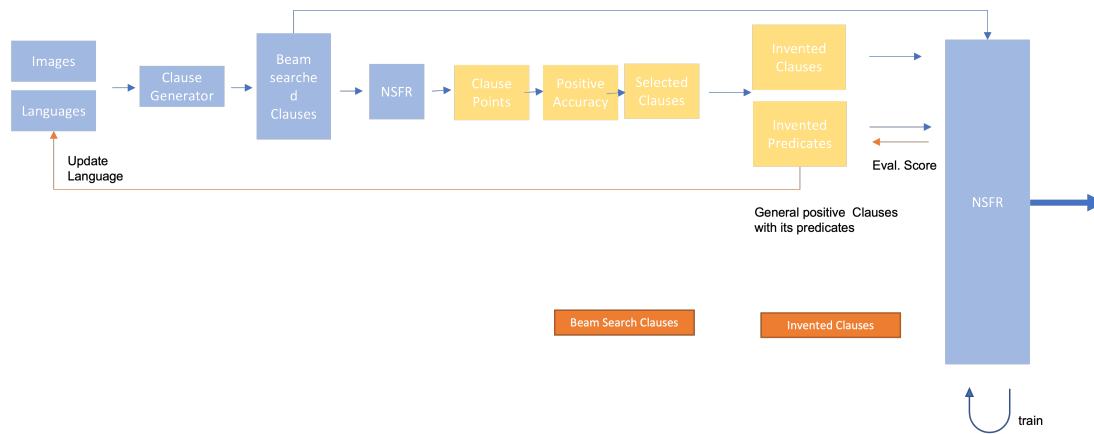 Images
Languages
Clause
Generator
Beam
searche
d
Clauses
NSFR
Clause
Points
Positive
Accuracy
Selected
Clauses
Invented
Clauses
Invented
Predicates
Update
Language
Eval. Score
General positive Clauses
with its predicates
NSFR
Beam Search Clauses
Invented Clauses
train